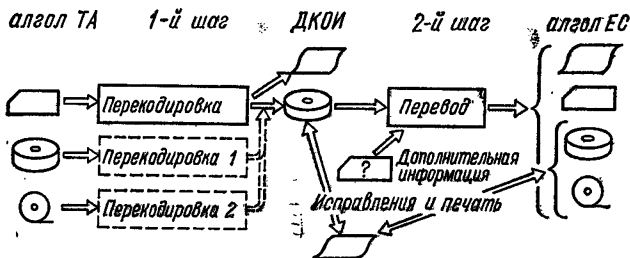 алгол ТА 1-й шаг ДКОИ 2-й шаг алгол ЕС
Перекодировка
Перевод
Перекодировка 1
?
Дополнительная
информация
Перекодировка 2
Исправления и печать